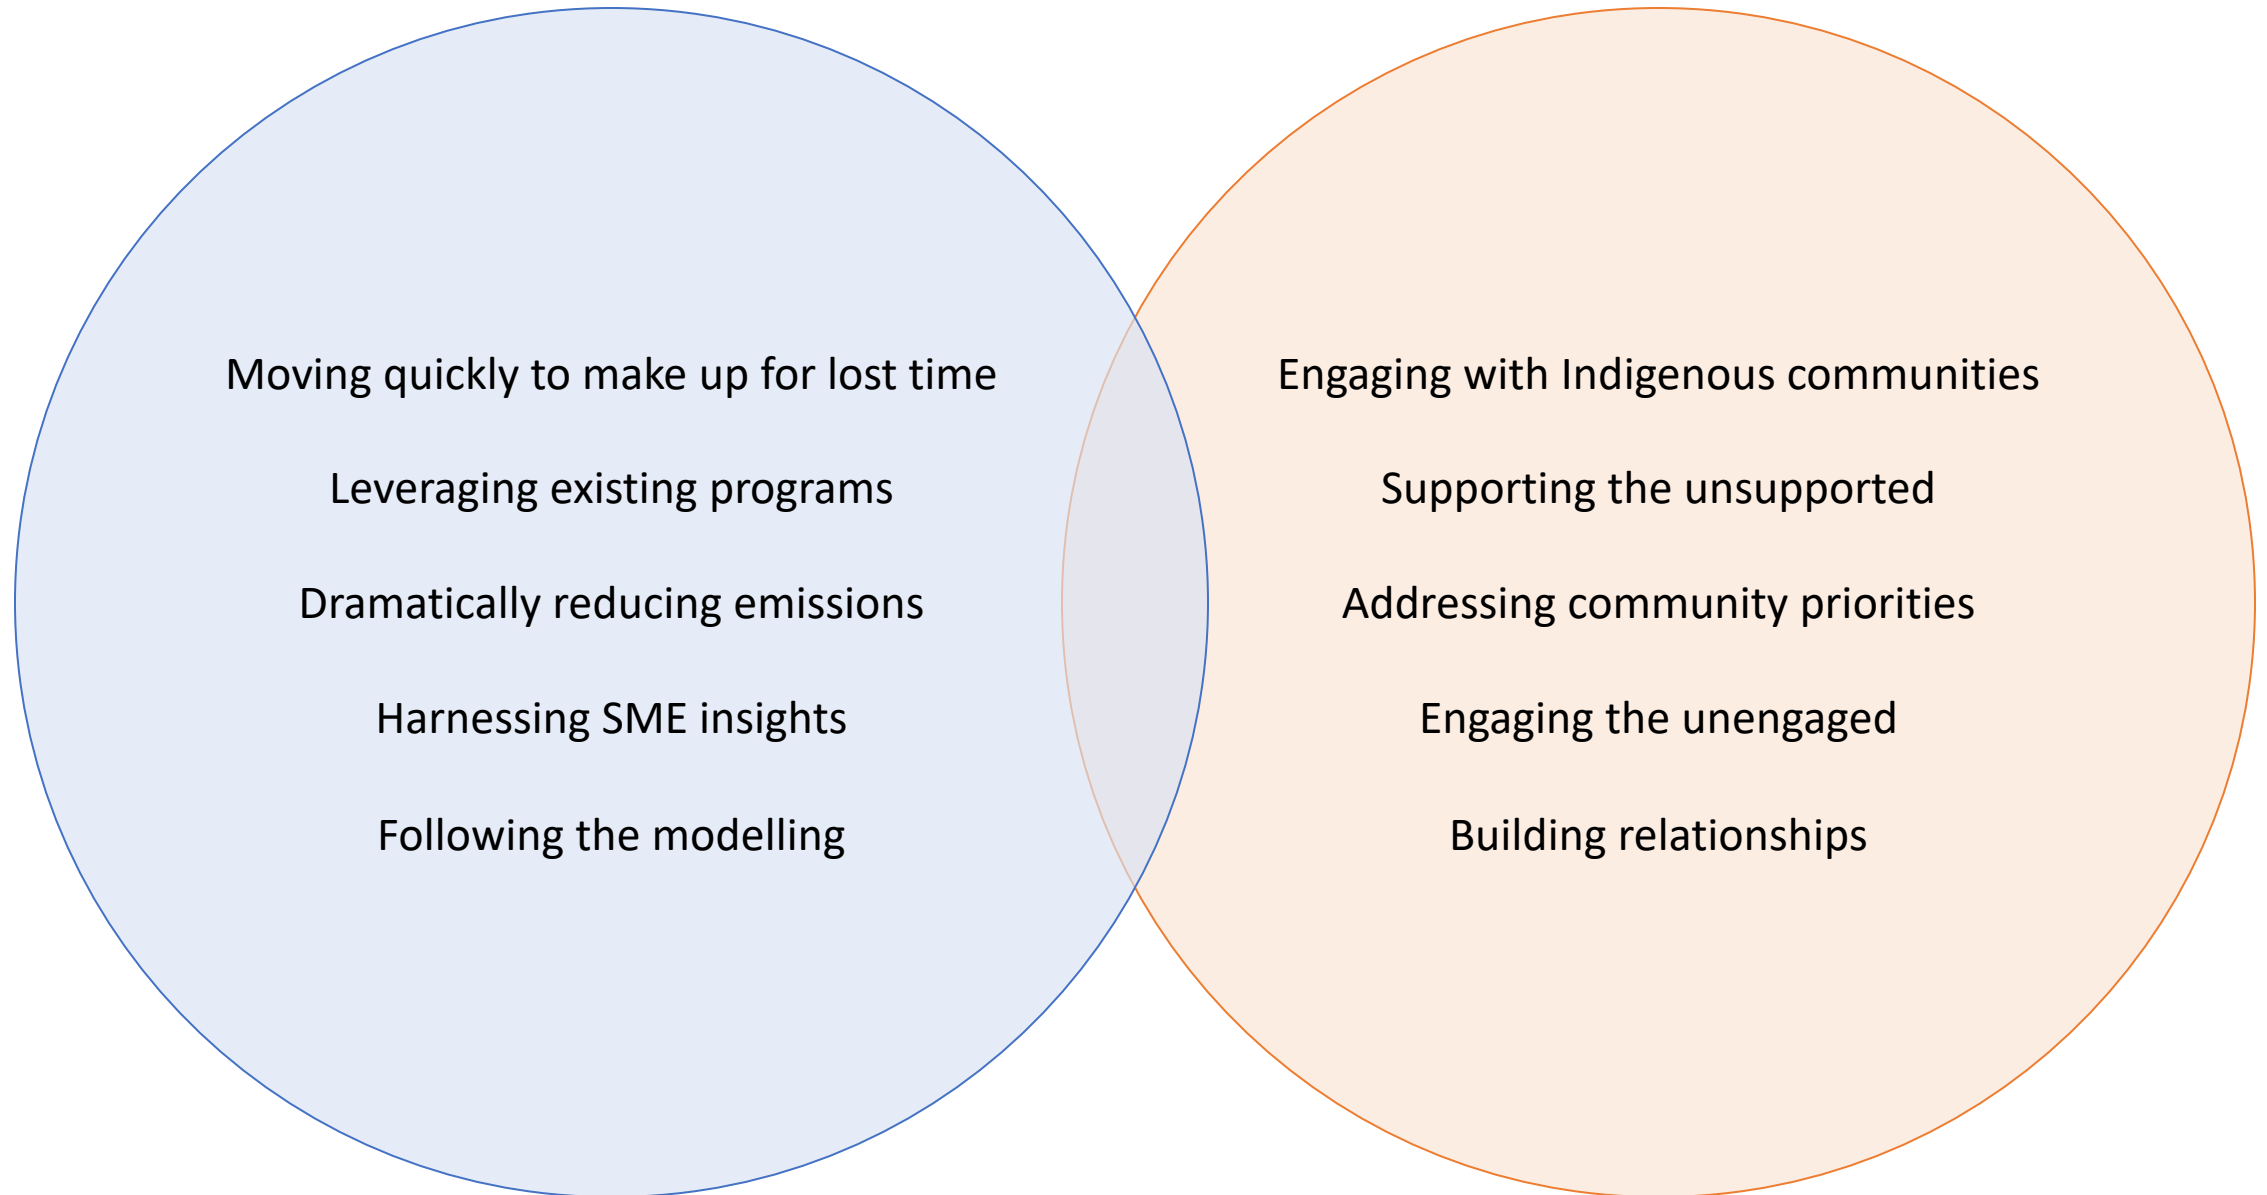 Moving quickly to make up for lost time
Leveraging existing programs
Dramatically reducing emissions
Harnessing SME insights
Following the modelling
Engaging with Indigenous communities
Supporting the unsupported
Addressing community priorities
Engaging the unengaged
Building relationships